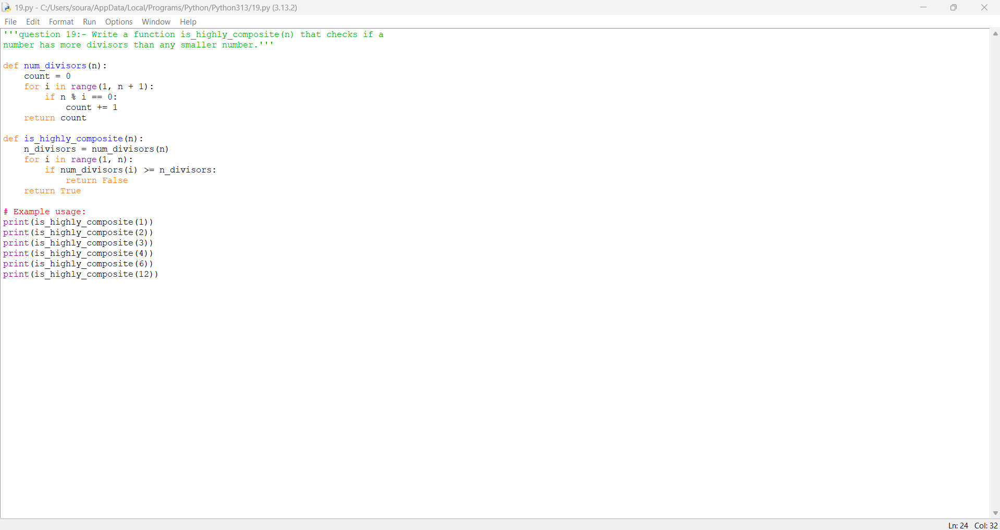 19.py - C:/Users/soura/AppData/Local/Programs/Python/Python313/19.py (3.13.2)
File Edit Format Run Options Window Help
'''question 19:- Write a function is_highly_composite(n) that checks if a
number has more divisors than any smaller number.'''

def num_divisors(n):
    count = 0
    for i in range(1, n + 1):
        if n % i == 0:
            count += 1
    return count

def is_highly_composite(n):
    n_divisors = num_divisors(n)
    for i in range(1, n):
        if num_divisors(i) >= n_divisors:
            return False
    return True

# Example usage:
print(is_highly_composite(1))
print(is_highly_composite(2))
print(is_highly_composite(3))
print(is_highly_composite(4))
print(is_highly_composite(6))
print(is_highly_composite(12))
Ln: 24 Col: 32